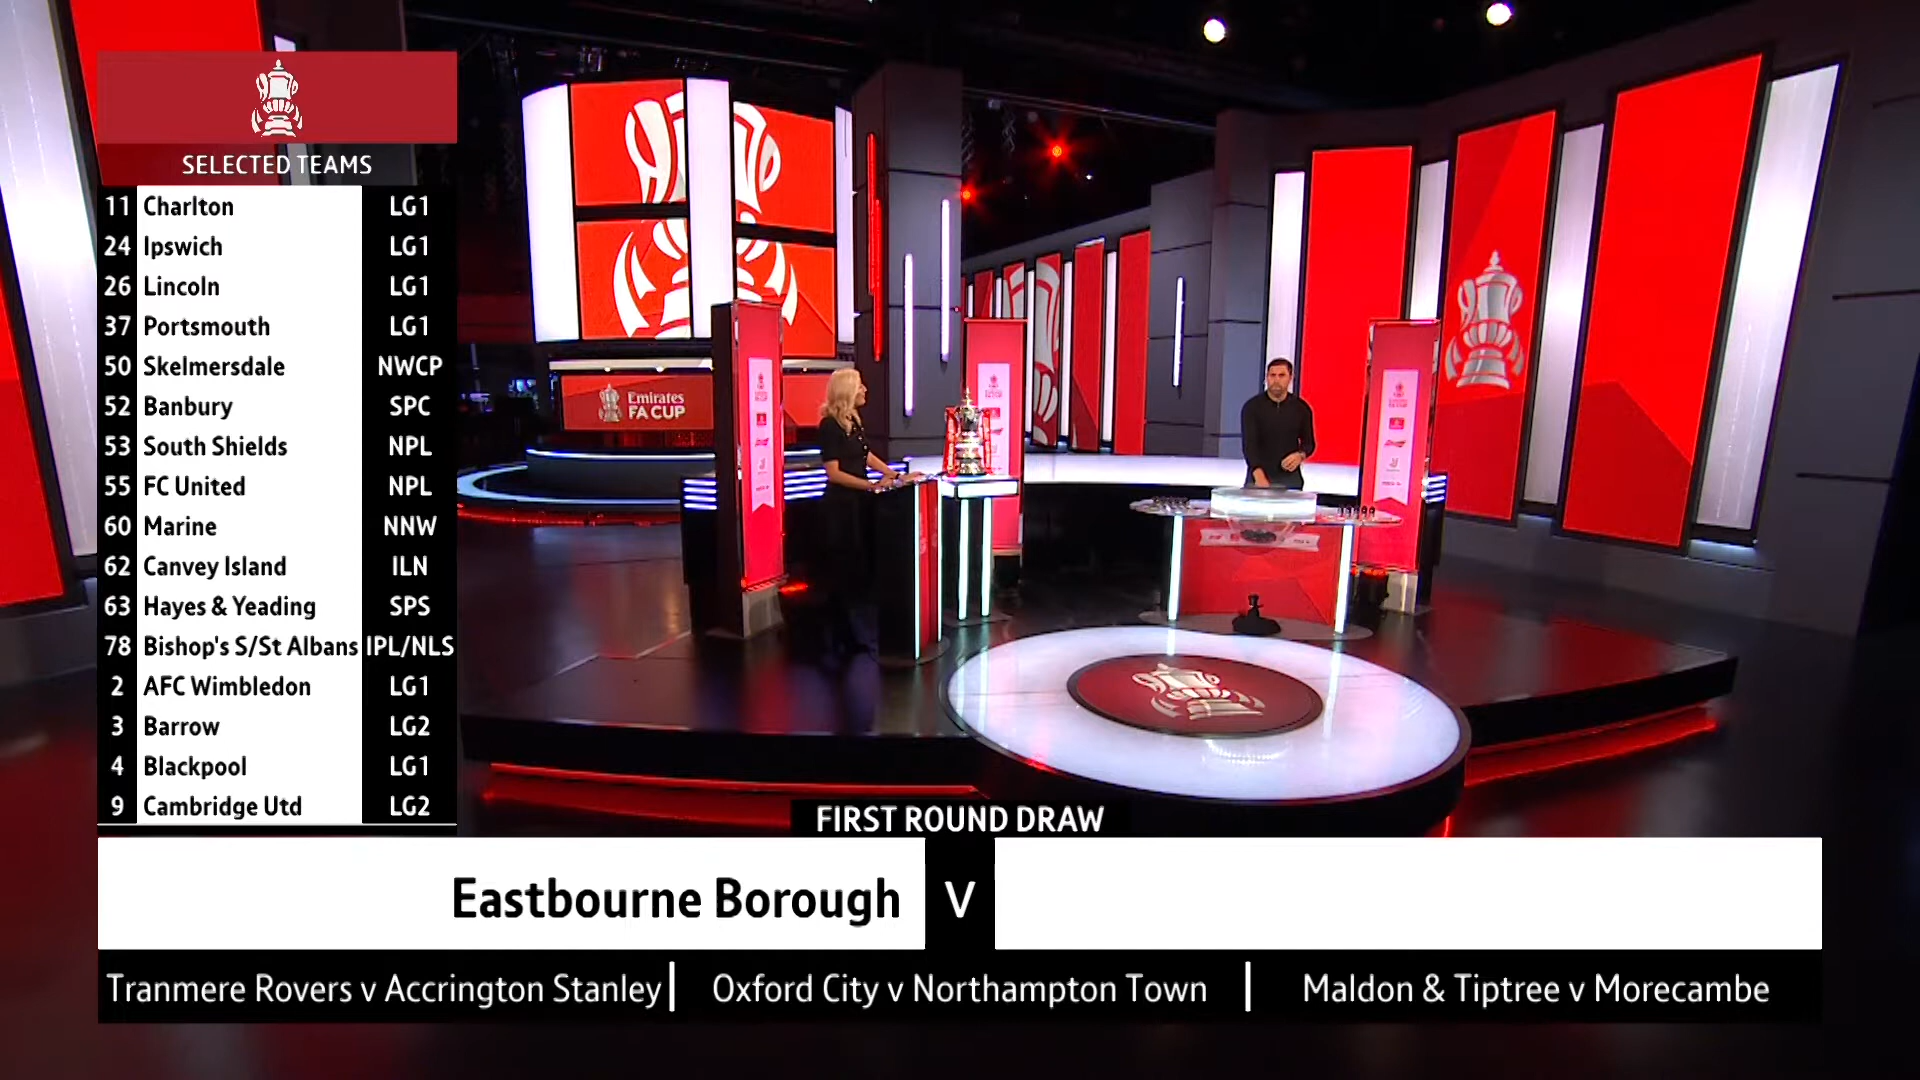 SELECTED TEAMS
11 Charlton LG1
24 Ipswich LG1
26 Lincoln LG1
37 Portsmouth LG1
50 Skelmersdale NWCP
52 Banbury SPC
53 South Shields NPL
55 FC United NPL
60 Marine NNW
62 Canvey Island ILN
63 Hayes & Yeading SPS
78 Bishop's S/St Albans IPL/NLS
2 AFC Wimbledon LG1
3 Barrow LG2
4 Blackpool LG1
9 Cambridge Utd LG2
Emirates
FA CUP
FIRST ROUND DRAW
Eastbourne Borough V
Tranmere Rovers v Accrington Stanley | Oxford City v Northampton Town | Maldon & Tiptree v Morecambe